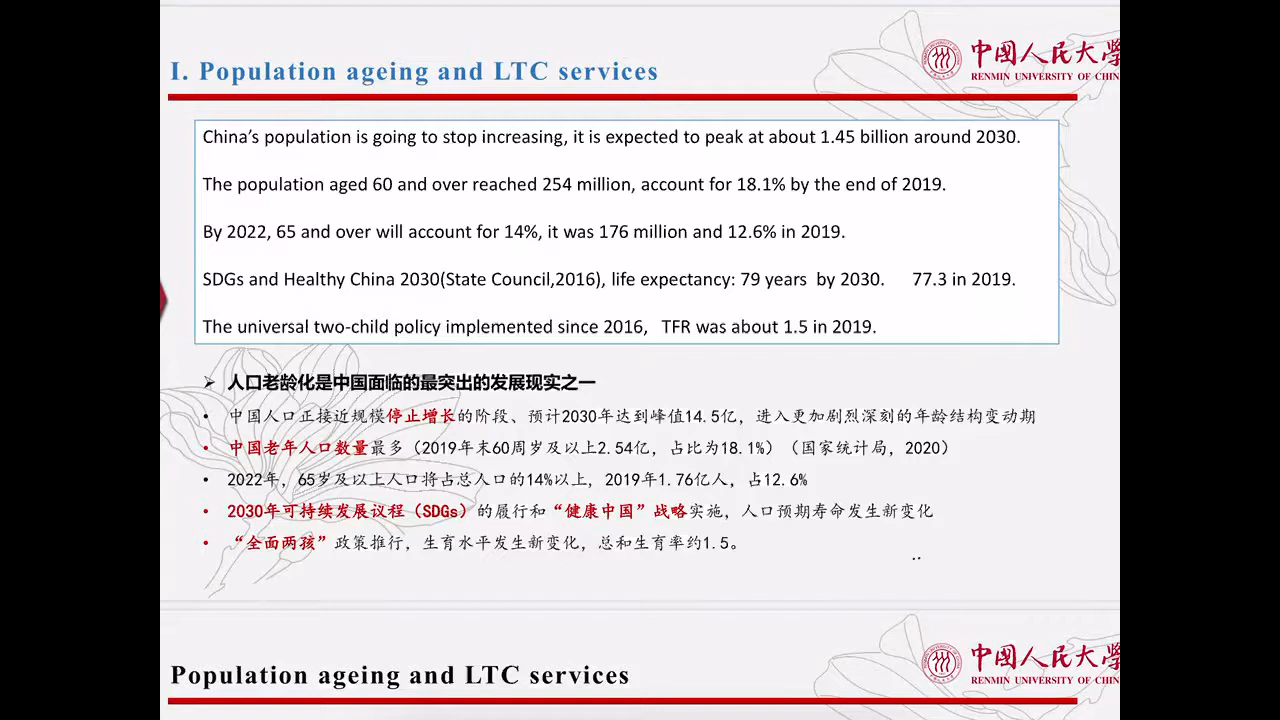 I. Population ageing and LTC services
中国人民大学
RENMIN UNIVERSITY OF CHIN
China’s population is going to stop increasing, it is expected to peak at about 1.45 billion around 2030.
The population aged 60 and over reached 254 million, account for 18.1% by the end of 2019.
By 2022, 65 and over will account for 14%, it was 176 million and 12.6% in 2019.
SDGs and Healthy China 2030(State Council,2016), life expectancy: 79 years by 2030. 77.3 in 2019.
The universal two-child policy implemented since 2016, TFR was about 1.5 in 2019.
➢ 人口老龄化是中国面临的最突出的发展现实之一
• 中国人口正接近规模停止增长的阶段、预计2030年达到峰值14.5亿，进入更加剧烈深刻的年龄结构变动期
• 中国老年人口数量最多（2019年末60周岁及以上2.54亿，占比为18.1%）（国家统计局，2020）
• 2022年，65岁及以上人口将占总人口的14%以上，2019年1.76亿人，占12.6%
• 2030年可持续发展议程（SDGs）的履行和“健康中国”战略实施，人口预期寿命发生新变化
• “全面两孩”政策推行，生育水平发生新变化，总和生育率约1.5。
Population ageing and LTC services
中国人民大学
RENMIN UNIVERSITY OF CHIN